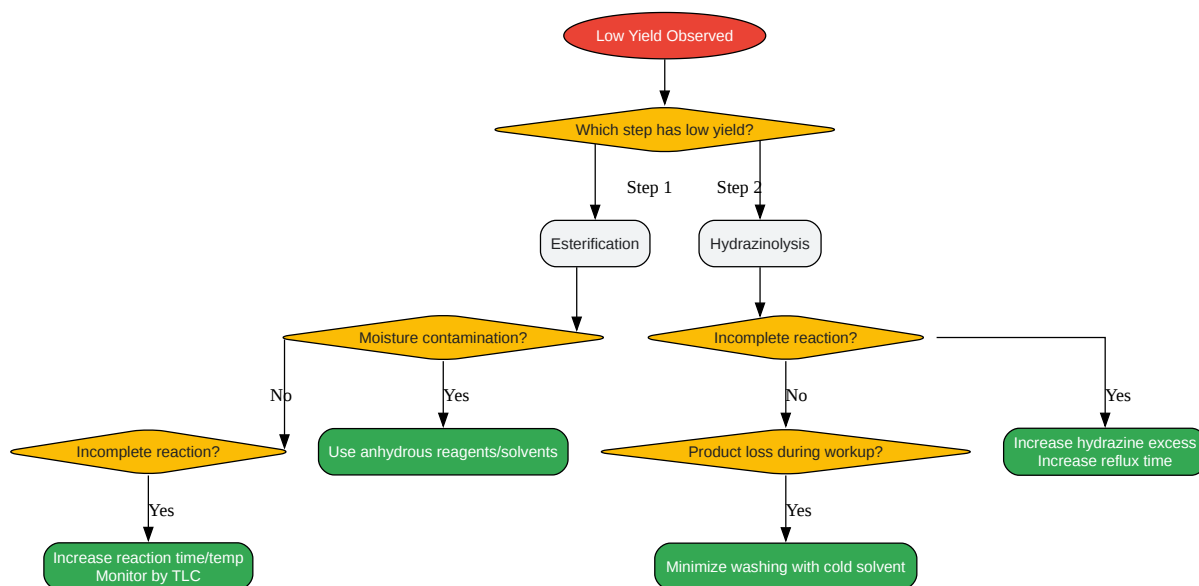 Low Yield Observed
Which step has low yield?
Step 1
Step 2
Esterification
Hydrazinolysis
Moisture contamination?
Incomplete reaction?
No
Yes
No
Yes
Incomplete reaction?
Use anhydrous reagents/solvents
Product loss during workup?
Increase hydrazine excess
Increase reflux time
Yes
Yes
Increase reaction time/temp
Monitor by TLC
Minimize washing with cold solvent